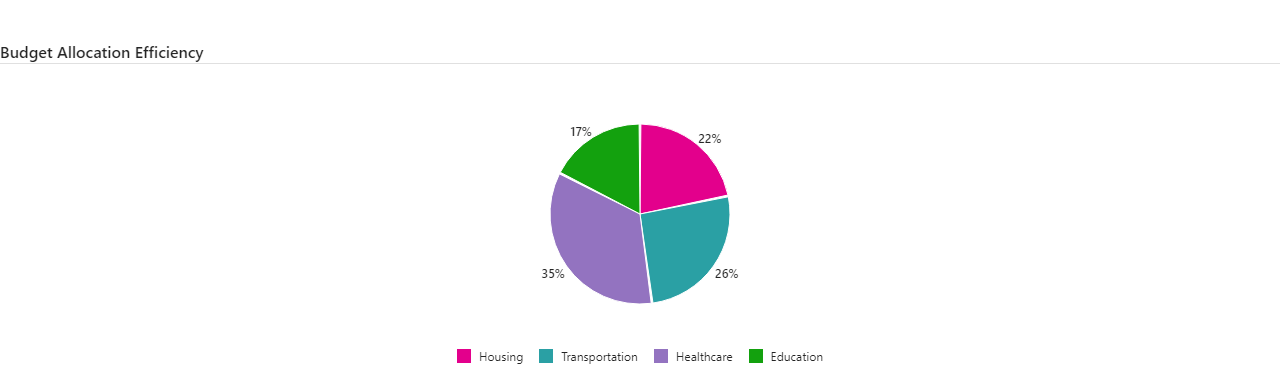 Budget Allocation Efficiency
17%
22%
35%
26%
Housing
Transportation
Healthcare
Education